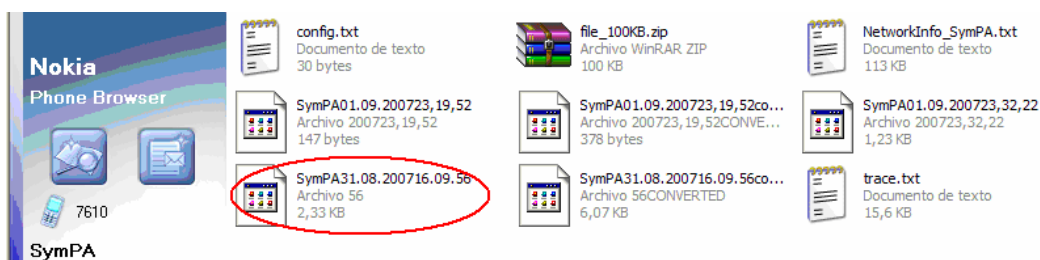 Nokia
Phone Browser
7610
SymPA
config.txt
Documento de texto
30 bytes
file_100KB.zip
Archivo WinRAR ZIP
100 KB
NetworkInfo_SymPA.txt
Documento de texto
113 KB
SymPA01.09.200723,19,52
Archivo 200723,19,52
147 bytes
SymPA01.09.200723,19,52co...
Archivo 200723,19,52CONVE...
378 bytes
SymPA01.09.200723,32,22
Archivo 200723,32,22
1,23 KB
SymPA31.08.200716.09.56
Archivo 56
2,33 KB
SymPA31.08.200716.09.56co...
Archivo 56CONVERTED
6,07 KB
trace.txt
Documento de texto
15,6 KB